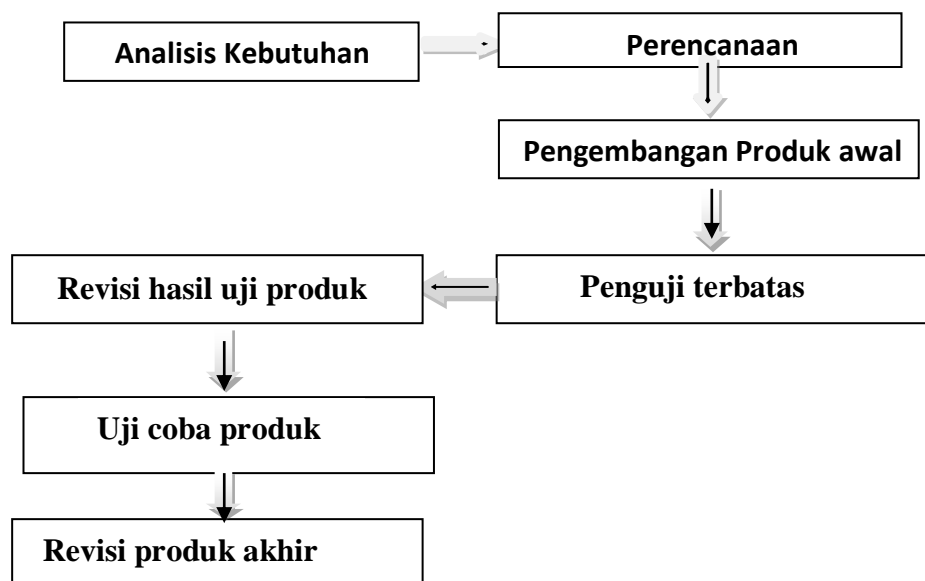 Analisis Kebutuhan
Perencanaan
Pengembangan Produk awal
Penguji terbatas
Revisi hasil uji produk
Uji coba produk
Revisi produk akhir